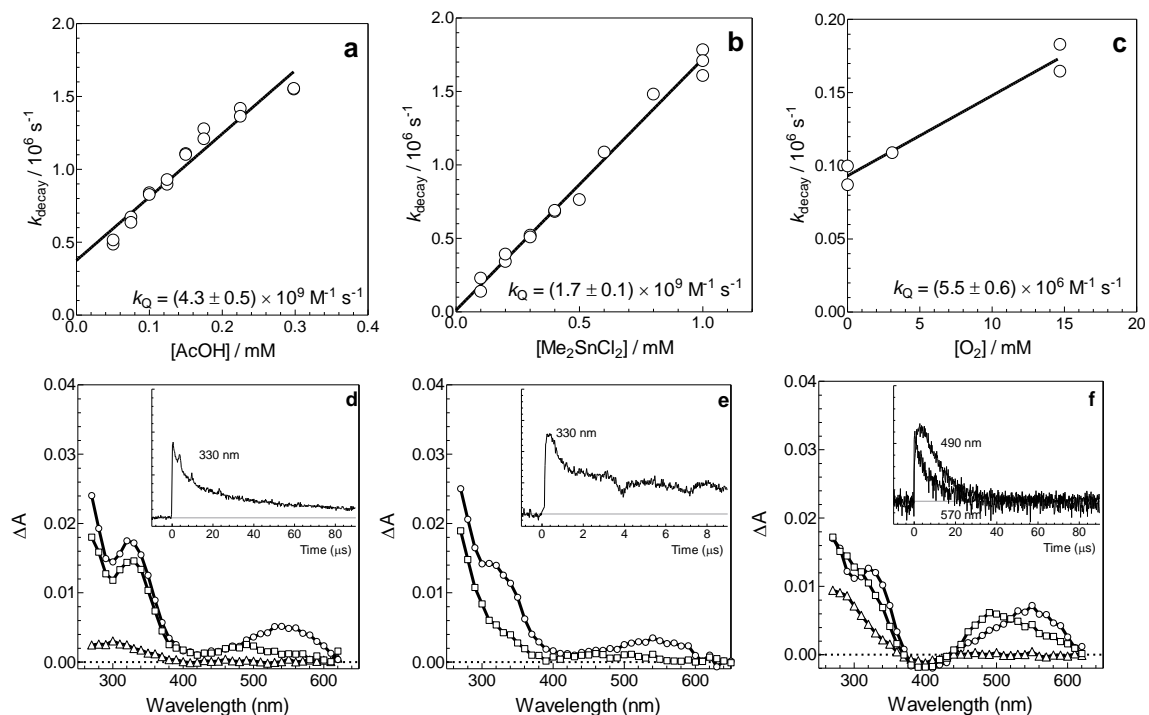 a
2.0
1.5
1.0
0.5
0.0
0.0 0.1 0.2 0.3 0.4
k_decay / 10^6 s^-1
[AcOH] / mM
k_Q = (4.3 ± 0.5) × 10^9 M^-1 s^-1
b
2.0
1.5
1.0
0.5
0.0
0.0 0.5 1.0
k_decay / 10^6 s^-1
[Me2SnCl2] / mM
k_Q = (1.7 ± 0.1) × 10^9 M^-1 s^-1
c
0.20
0.15
0.10
0.05
0.00
0 5 10 15 20
k_decay / 10^6 s^-1
[O2] / mM
k_Q = (5.5 ± 0.6) × 10^6 M^-1 s^-1
d
0.04
0.03
0.02
0.01
0.00
300 400 500 600
ΔA
Wavelength (nm)
330 nm
0 20 40 60 80
Time (μs)
e
0.04
0.03
0.02
0.01
0.00
300 400 500 600
ΔA
Wavelength (nm)
330 nm
0 2 4 6 8
Time (μs)
f
0.04
0.03
0.02
0.01
0.00
300 400 500 600
ΔA
Wavelength (nm)
490 nm
570 nm
0 20 40 60 80
Time (μs)